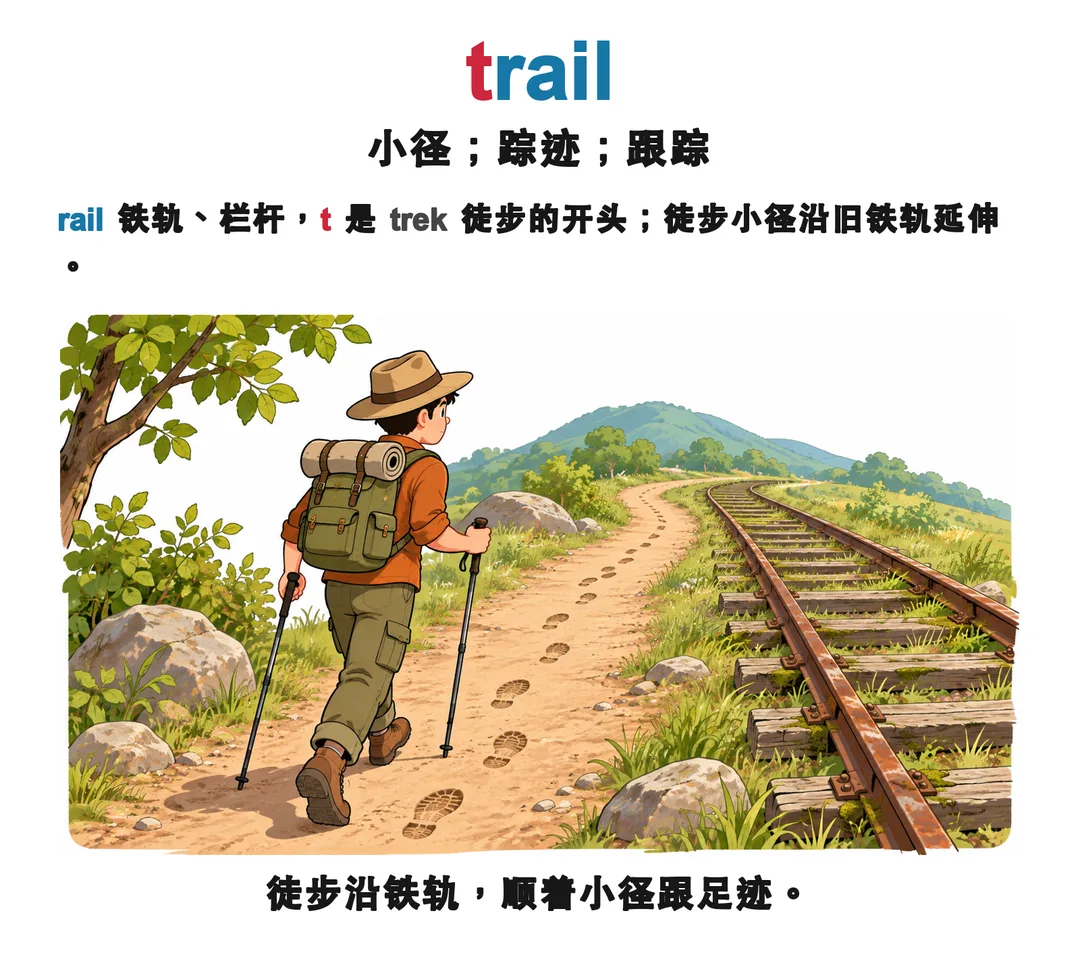 trail
小径；踪迹；跟踪
rail 铁轨、栏杆，t 是 trek 徒步的开头；徒步小径沿旧铁轨延伸
。
徒步沿铁轨，顺着小径跟足迹。